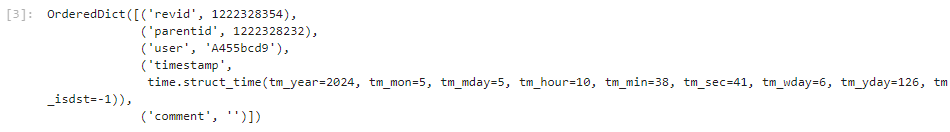 [3]: OrderedDict([('revid', 1222328354),
('parentid', 1222328232),
('user', 'A455bcd9'),
('timestamp',
time.struct_time(tm_year=2024, tm_mon=5, tm_mday=5, tm_hour=10, tm_min=38, tm_sec=41, tm_wday=6, tm_yday=126, tm
_isdst=-1)),
('comment', '')])